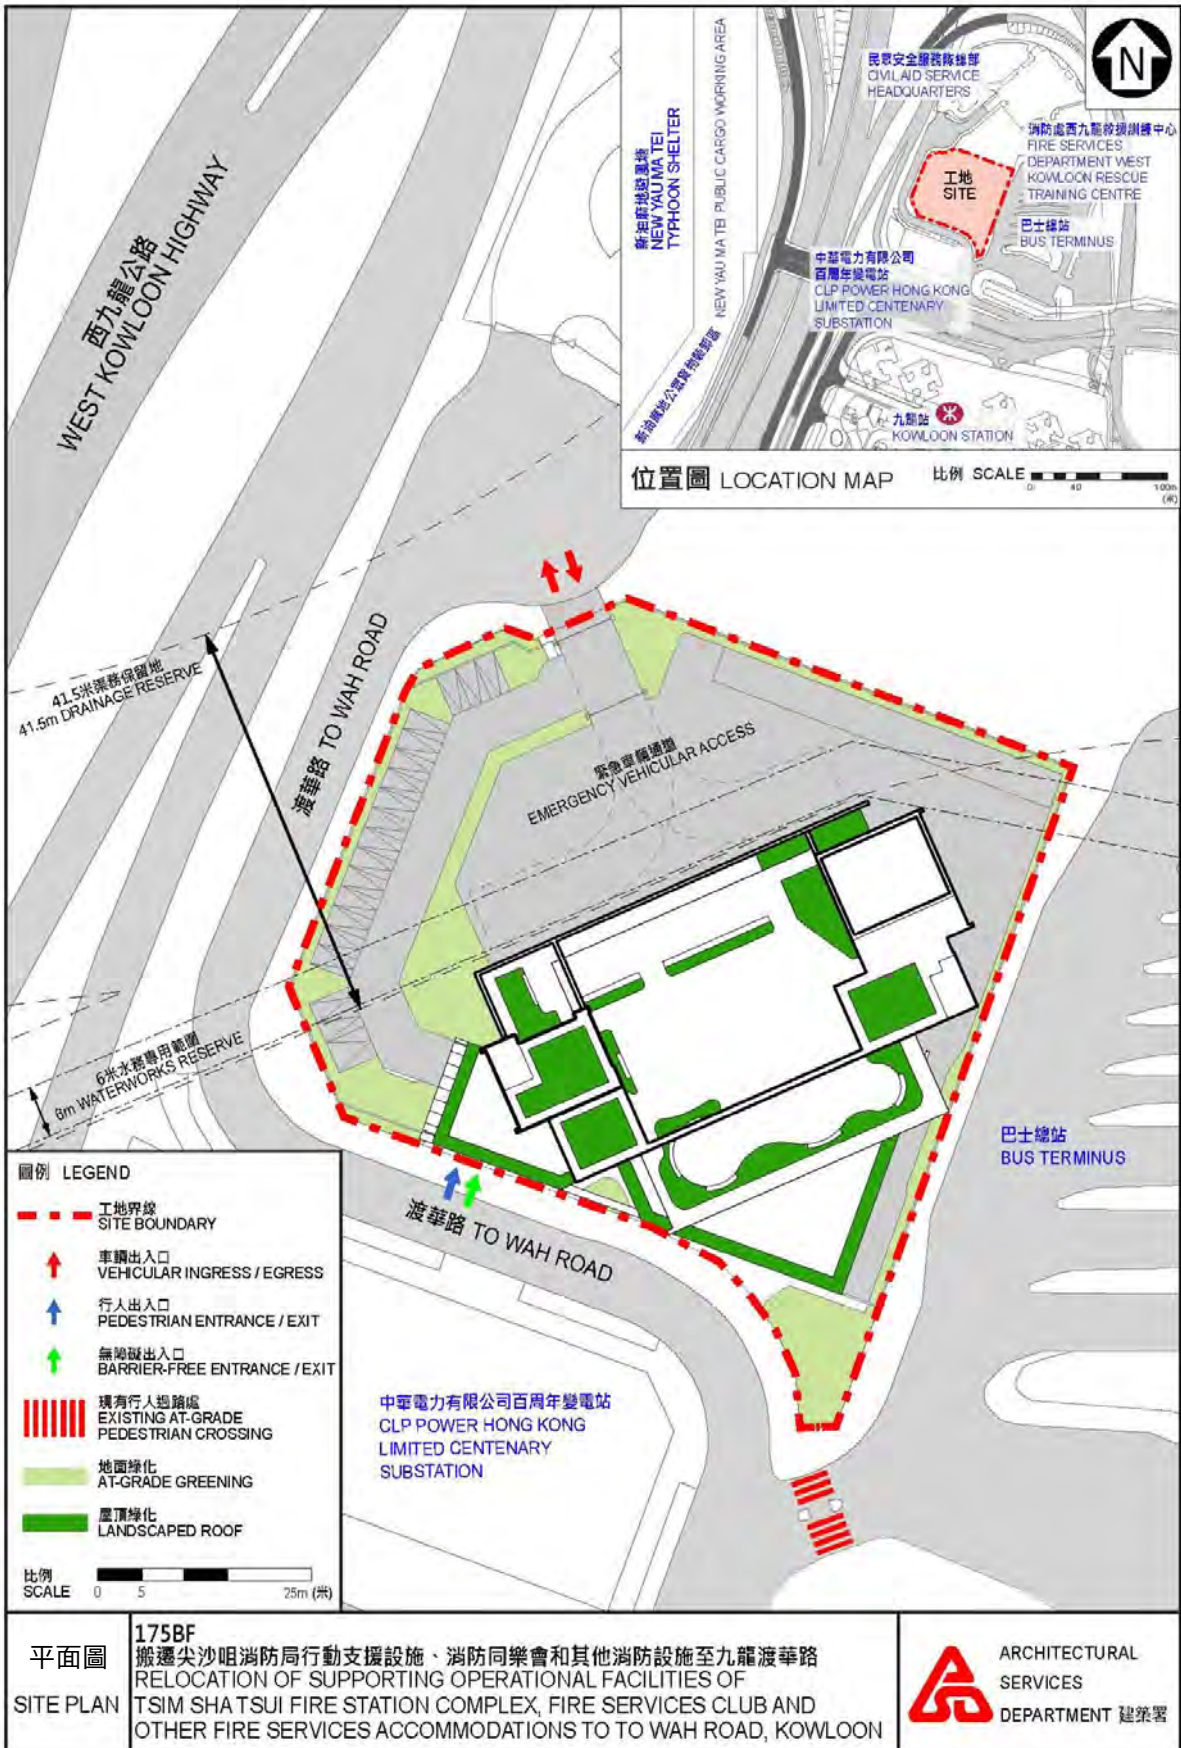 民眾安全服務隊總部
CIVIL AID SERVICE
HEADQUARTERS
N
消防處西九龍救援訓練中心
FIRE SERVICES
DEPARTMENT WEST
KOWLOON RESCUE
TRAINING CENTRE
工地
SITE
巴士總站
BUS TERMINUS
新油麻地避風塘
NEW YAU MA TEI
TYPHOON SHELTER
NEW YAU MA TEI PUBLIC CARGO WORKING AREA
新油麻地公眾貨物裝卸區
中華電力有限公司
百周年變電站
CLP POWER HONG KONG
LIMITED CENTENARY
SUBSTATION
九龍站
KOWLOON STATION
位置圖 LOCATION MAP
比例 SCALE
0 40 100m
(米)
西九龍公路
WEST KOWLOON HIGHWAY
41.5米渠務保留地
41.5m DRAINAGE RESERVE
渡華路 TO WAH ROAD
緊急車輛通道
EMERGENCY VEHICULAR ACCESS
6米水務專用範圍
6m WATERWORKS RESERVE
巴士總站
BUS TERMINUS
渡華路 TO WAH ROAD
中華電力有限公司百周年變電站
CLP POWER HONG KONG
LIMITED CENTENARY
SUBSTATION
圖例 LEGEND
工地界線
SITE BOUNDARY
車輛出入口
VEHICULAR INGRESS / EGRESS
行人出入口
PEDESTRIAN ENTRANCE / EXIT
無障礙出入口
BARRIER-FREE ENTRANCE / EXIT
現有行人過路處
EXISTING AT-GRADE
PEDESTRIAN CROSSING
地面綠化
AT-GRADE GREENING
屋頂綠化
LANDSCAPED ROOF
比例
SCALE
0 5 25m (米)
平面圖
SITE PLAN
175BF
搬遷尖沙咀消防局行動支援設施、消防同樂會和其他消防設施至九龍渡華路
RELOCATION OF SUPPORTING OPERATIONAL FACILITIES OF
TSIM SHA TSUI FIRE STATION COMPLEX, FIRE SERVICES CLUB AND
OTHER FIRE SERVICES ACCOMMODATIONS TO TO WAH ROAD, KOWLOON
ARCHITECTURAL
SERVICES
DEPARTMENT 建築署